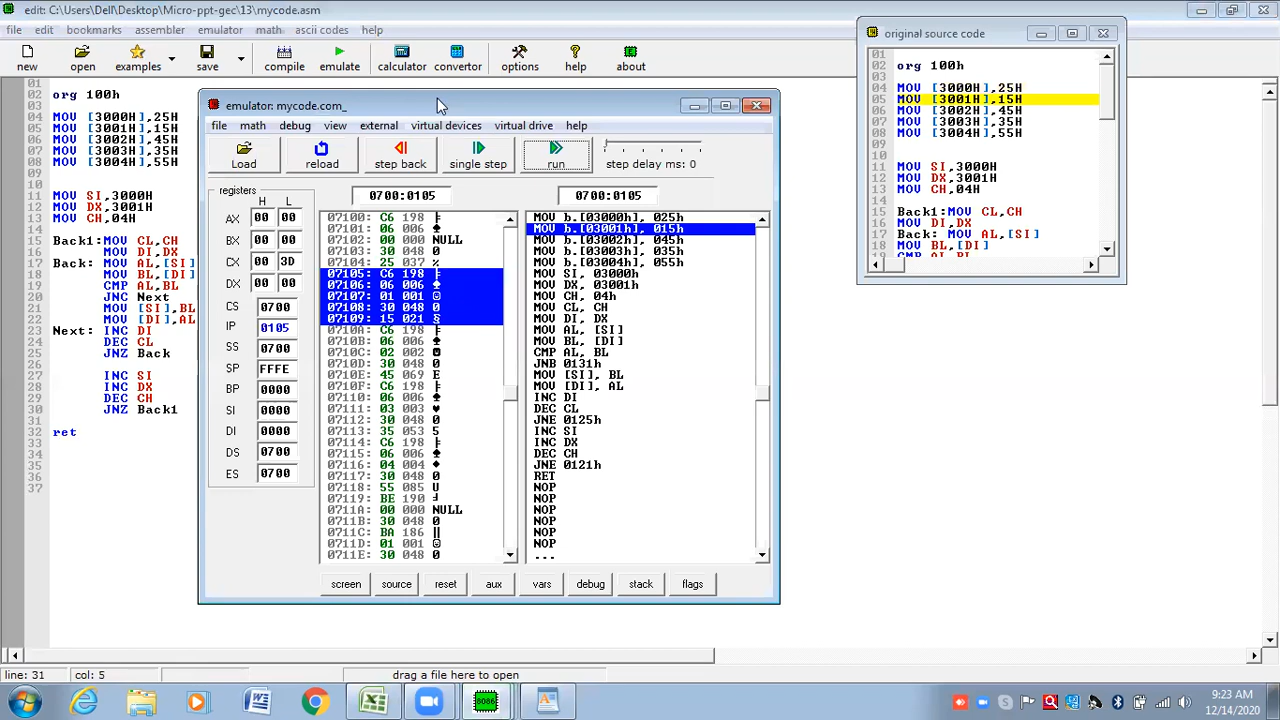 edit: C:\Users\Dell\Desktop\Micro-ppt-gec\13\mycode.asm
file edit bookmarks assembler emulator math ascii codes help
new open examples save compile emulate calculator convertor options help about
01
02 org 100h
03
04 MOV [3000H],25H
05 MOV [3001H],15H
06 MOV [3002H],45H
07 MOV [3003H],35H
08 MOV [3004H],55H
09
10
11 MOV SI,3000H
12 MOV DX,3001H
13 MOV CH,04H
14
15 Back1:MOV CL,CH
16 MOV DI,DX
17 Back: MOV AL,[SI]
18 MOV BL,[DI]
19 CMP AL,BL
20 JNC Next
21 MOV [SI],BL
22 MOV [DI],AL
23 Next: INC DI
24 DEC CL
25 JNZ Back
26
27 INC SI
28 INC DX
29 DEC CH
30 JNZ Back1
31
32 ret
33
34
35
36
37
emulator: mycode.com_
file math debug view external virtual devices virtual drive help
Load reload step back single step run step delay ms: 0
registers
H L
AX 00 00
BX 00 00
CX 00 3D
DX 00 00
CS 0700
IP 0105
SS 0700
SP FFFE
BP 0000
SI 0000
DI 0000
DS 0700
ES 0700
0700:0105
07100: C6 198
07101: 06 006
07102: 00 000 NULL
07103: 30 048 0
07104: 25 037 %
07105: C6 198
07106: 06 006
07107: 01 001
07108: 30 048 0
07109: 15 021 §
0710A: C6 198
0710B: 06 006
0710C: 02 002
0710D: 30 048 0
0710E: 45 069 E
0710F: C6 198
07110: 06 006
07111: 03 003 ♥
07112: 30 048 0
07113: 35 053 5
07114: C6 198
07115: 06 006
07116: 04 004 ♦
07117: 30 048 0
07118: 55 085 U
07119: BE 190
0711A: 00 000 NULL
0711B: 30 048 0
0711C: BA 186 ║
0711D: 01 001
0711E: 30 048 0
0700:0105
MOV b.[03000h], 025h
MOV b.[03001h], 015h
MOV b.[03002h], 045h
MOV b.[03003h], 035h
MOV b.[03004h], 055h
MOV SI, 03000h
MOV DX, 03001h
MOV CH, 04h
MOV CL, CH
MOV DI, DX
MOV AL, [SI]
MOV BL, [DI]
CMP AL, BL
JNB 0131h
MOV [SI], BL
MOV [DI], AL
INC DI
DEC CL
JNE 0125h
INC SI
INC DX
DEC CH
JNE 0121h
RET
NOP
NOP
NOP
NOP
NOP
NOP
...
screen source reset aux vars debug stack flags
original source code
01
02 org 100h
03
04 MOV [3000H],25H
05 MOV [3001H],15H
06 MOV [3002H],45H
07 MOV [3003H],35H
08 MOV [3004H],55H
09
10
11 MOV SI,3000H
12 MOV DX,3001H
13 MOV CH,04H
14
15 Back1:MOV CL,CH
16 MOV DI,DX
17 Back: MOV AL,[SI]
18 MOV BL,[DI]
19 CMP AL,BL
line: 31 col: 5 drag a file here to open
8086
9:23 AM
12/14/2020